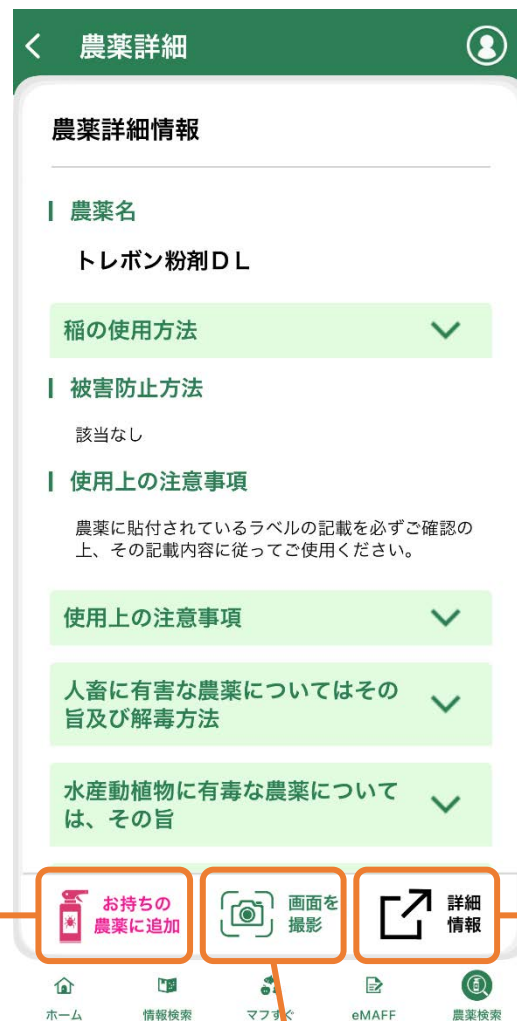 農薬詳細
農薬詳細情報
農薬名
トレボン粉剤DL
稲の使用方法
被害防止方法
該当なし
使用上の注意事項
農薬に貼付されているラベルの記載を必ずご確認の
上、その記載内容に従ってご使用ください。
使用上の注意事項
人畜に有害な農薬についてはその
旨及び解毒方法
水産動植物に有毒な農薬について
は、その旨
お持ちの
農薬に追加
画面を
撮影
詳細
情報
ホーム
情報検索
マフすぐ
eMAFF
農薬検索